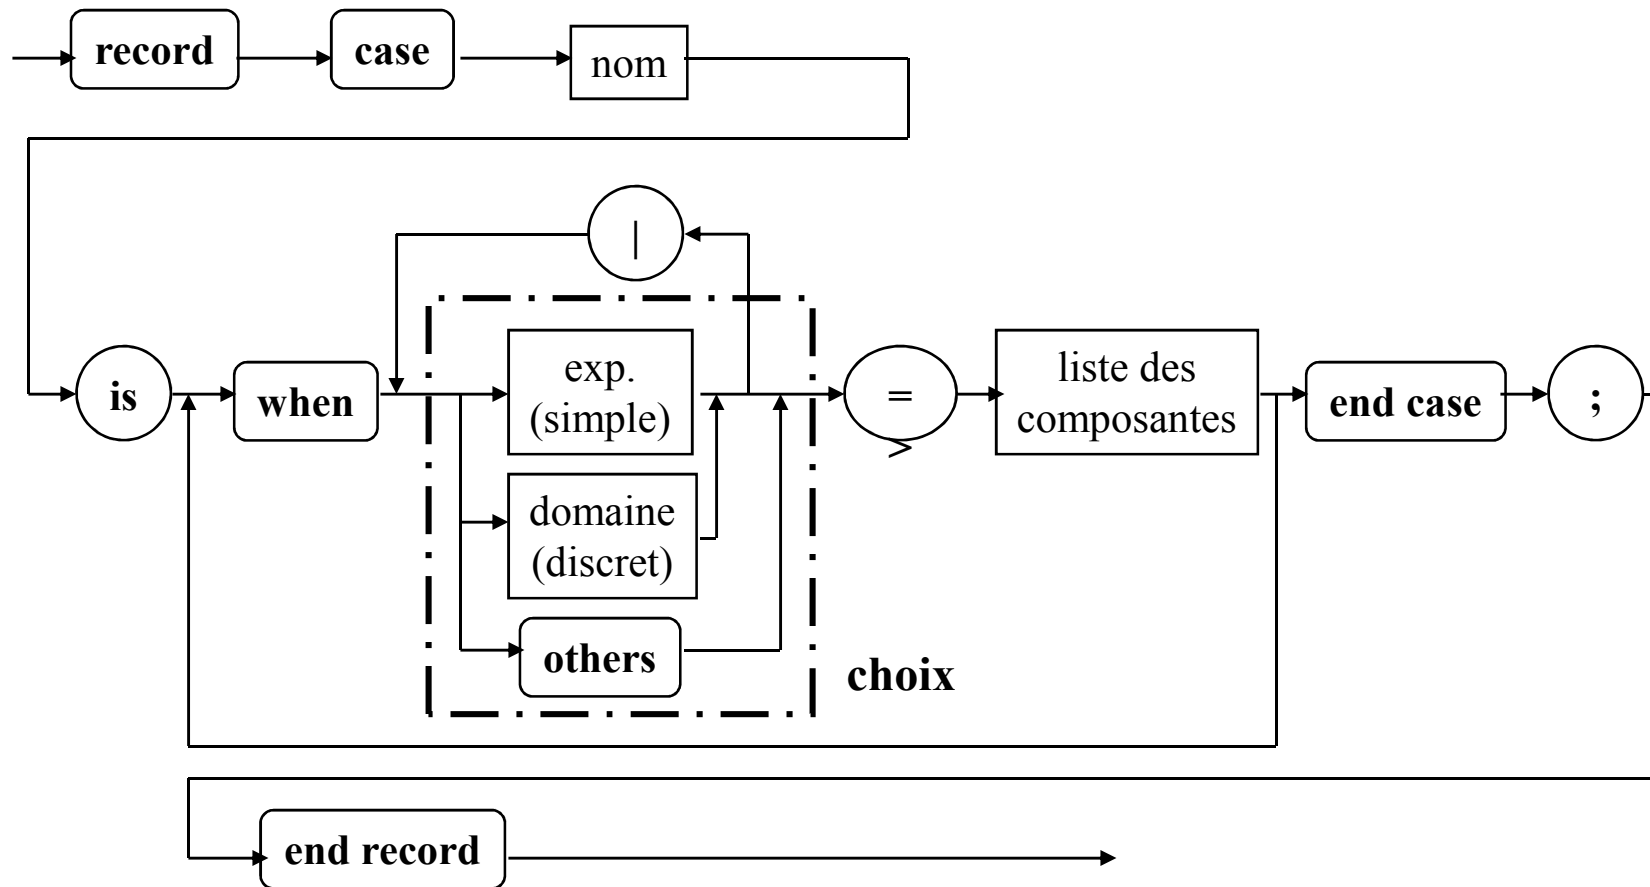 record
case
nom
|
is
when
exp.
(simple)
=
>
liste des
composantes
end case
;
domaine
(discret)
others
choix
end record